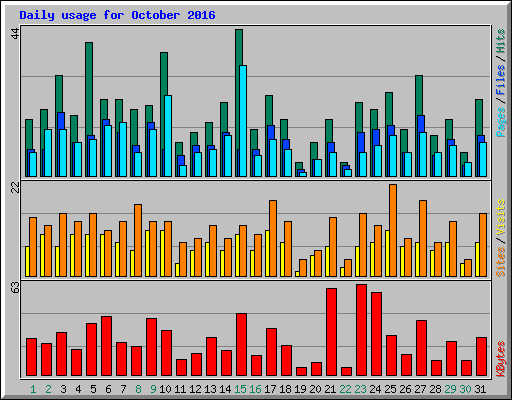 Daily usage for October 2016
44
Pages / Files / Hits
22
Sites / Visits
63
KBytes
1 2 3 4 5 6 7 8 9 10 11 12 13 14 15 16 17 18 19 20 21 22 23 24 25 26 27 28 29 30 31